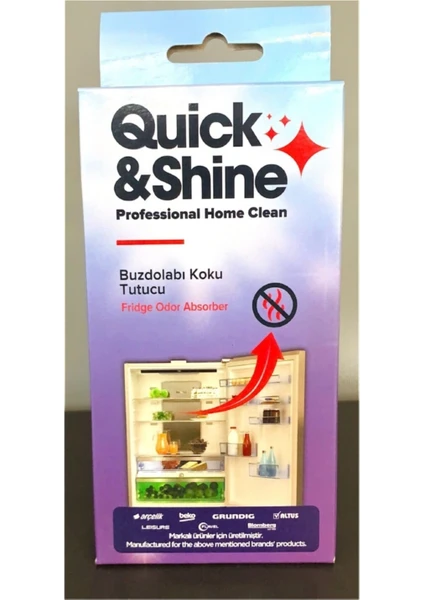 Quick
&Shine
Professional Home Clean
Buzdolabı Koku
Tutucu
Fridge Odor Absorber
arçelik beko GRUNDIG ALTUS
LEISURE Blomberg
Markalı ürünler için üretilmiştir.
Manufactured for the above mentioned brands' products.